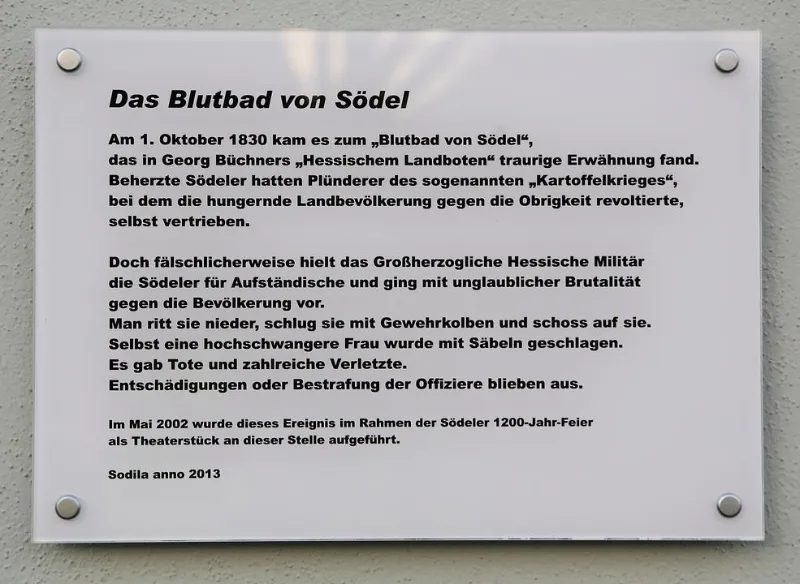 Das Blutbad von Södel
Am 1. Oktober 1830 kam es zum „Blutbad von Södel“,
das in Georg Büchners „Hessischem Landboten“ traurige Erwähnung fand.
Beherzte Södeler hatten Plünderer des sogenannten „Kartoffelkrieges“,
bei dem die hungernde Landbevölkerung gegen die Obrigkeit revoltierte,
selbst vertrieben.
Doch fälschlicherweise hielt das Großherzogliche Hessische Militär
die Södeler für Aufständische und ging mit unglaublicher Brutalität
gegen die Bevölkerung vor.
Man ritt sie nieder, schlug sie mit Gewehrkolben und schoss auf sie.
Selbst eine hochschwangere Frau wurde mit Säbeln geschlagen.
Es gab Tote und zahlreiche Verletzte.
Entschädigungen oder Bestrafung der Offiziere blieben aus.
Im Mai 2002 wurde dieses Ereignis im Rahmen der Södeler 1200-Jahr-Feier
als Theaterstück an dieser Stelle aufgeführt.
Sodila anno 2013